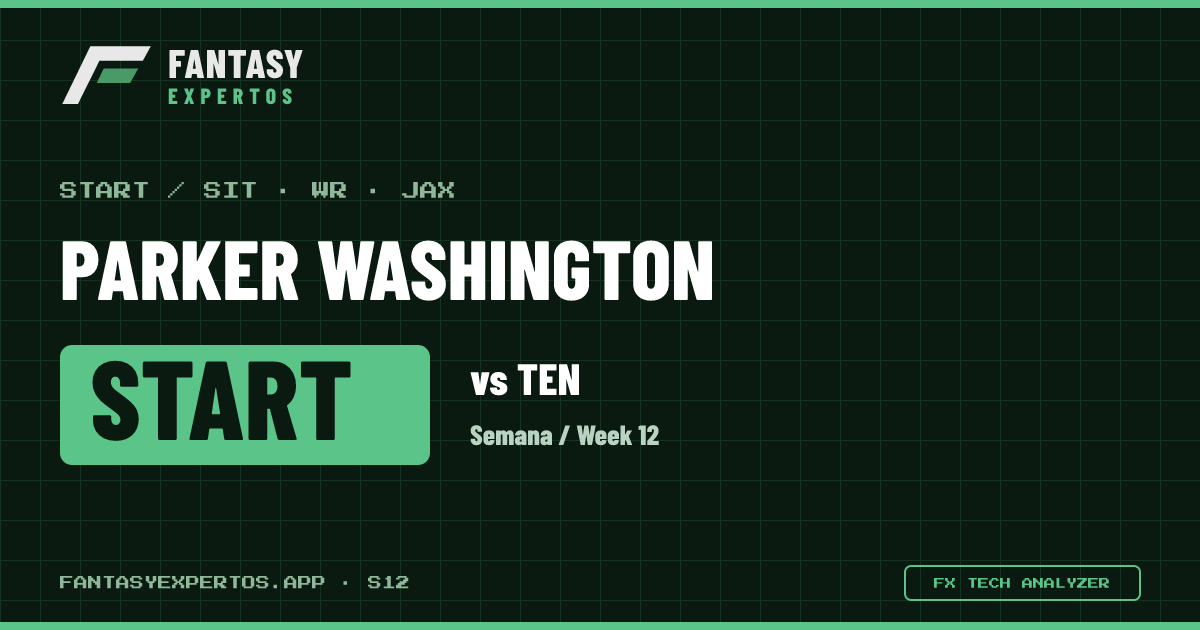 FANTASY
EXPERTOS
START / SIT · WR · JAX
PARKER WASHINGTON
START
vs TEN
Semana / Week 12
FANTASYEXPERTOS.APP · S12
FX TECH ANALYZER